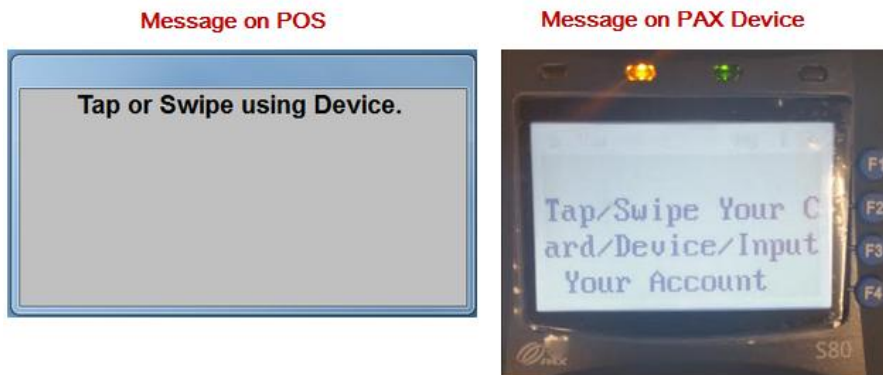 Message on POS
Message on PAX Device
Tap or Swipe using Device.
Tap/Swipe Your C
ard/Device/Input
Your Account
F1
F2
F3
F4
PAX
S80